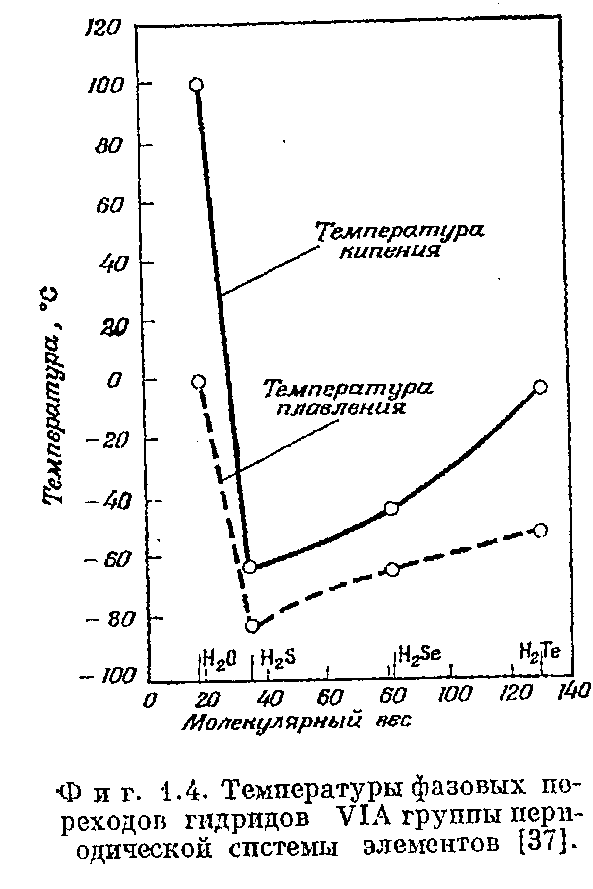 120
100
80
60
40
20
0
-20
-40
-60
-80
-100
Температура, °C
Температура
кипения
Температура
плавления
H₂O H₂S H₂Se H₂Te
0 20 40 60 80 100 120 140
Молекулярный вес
Фиг. 1.4. Температуры фазовых пе-
реходов гидридов VIA группы пери-
одической системы элементов [37].